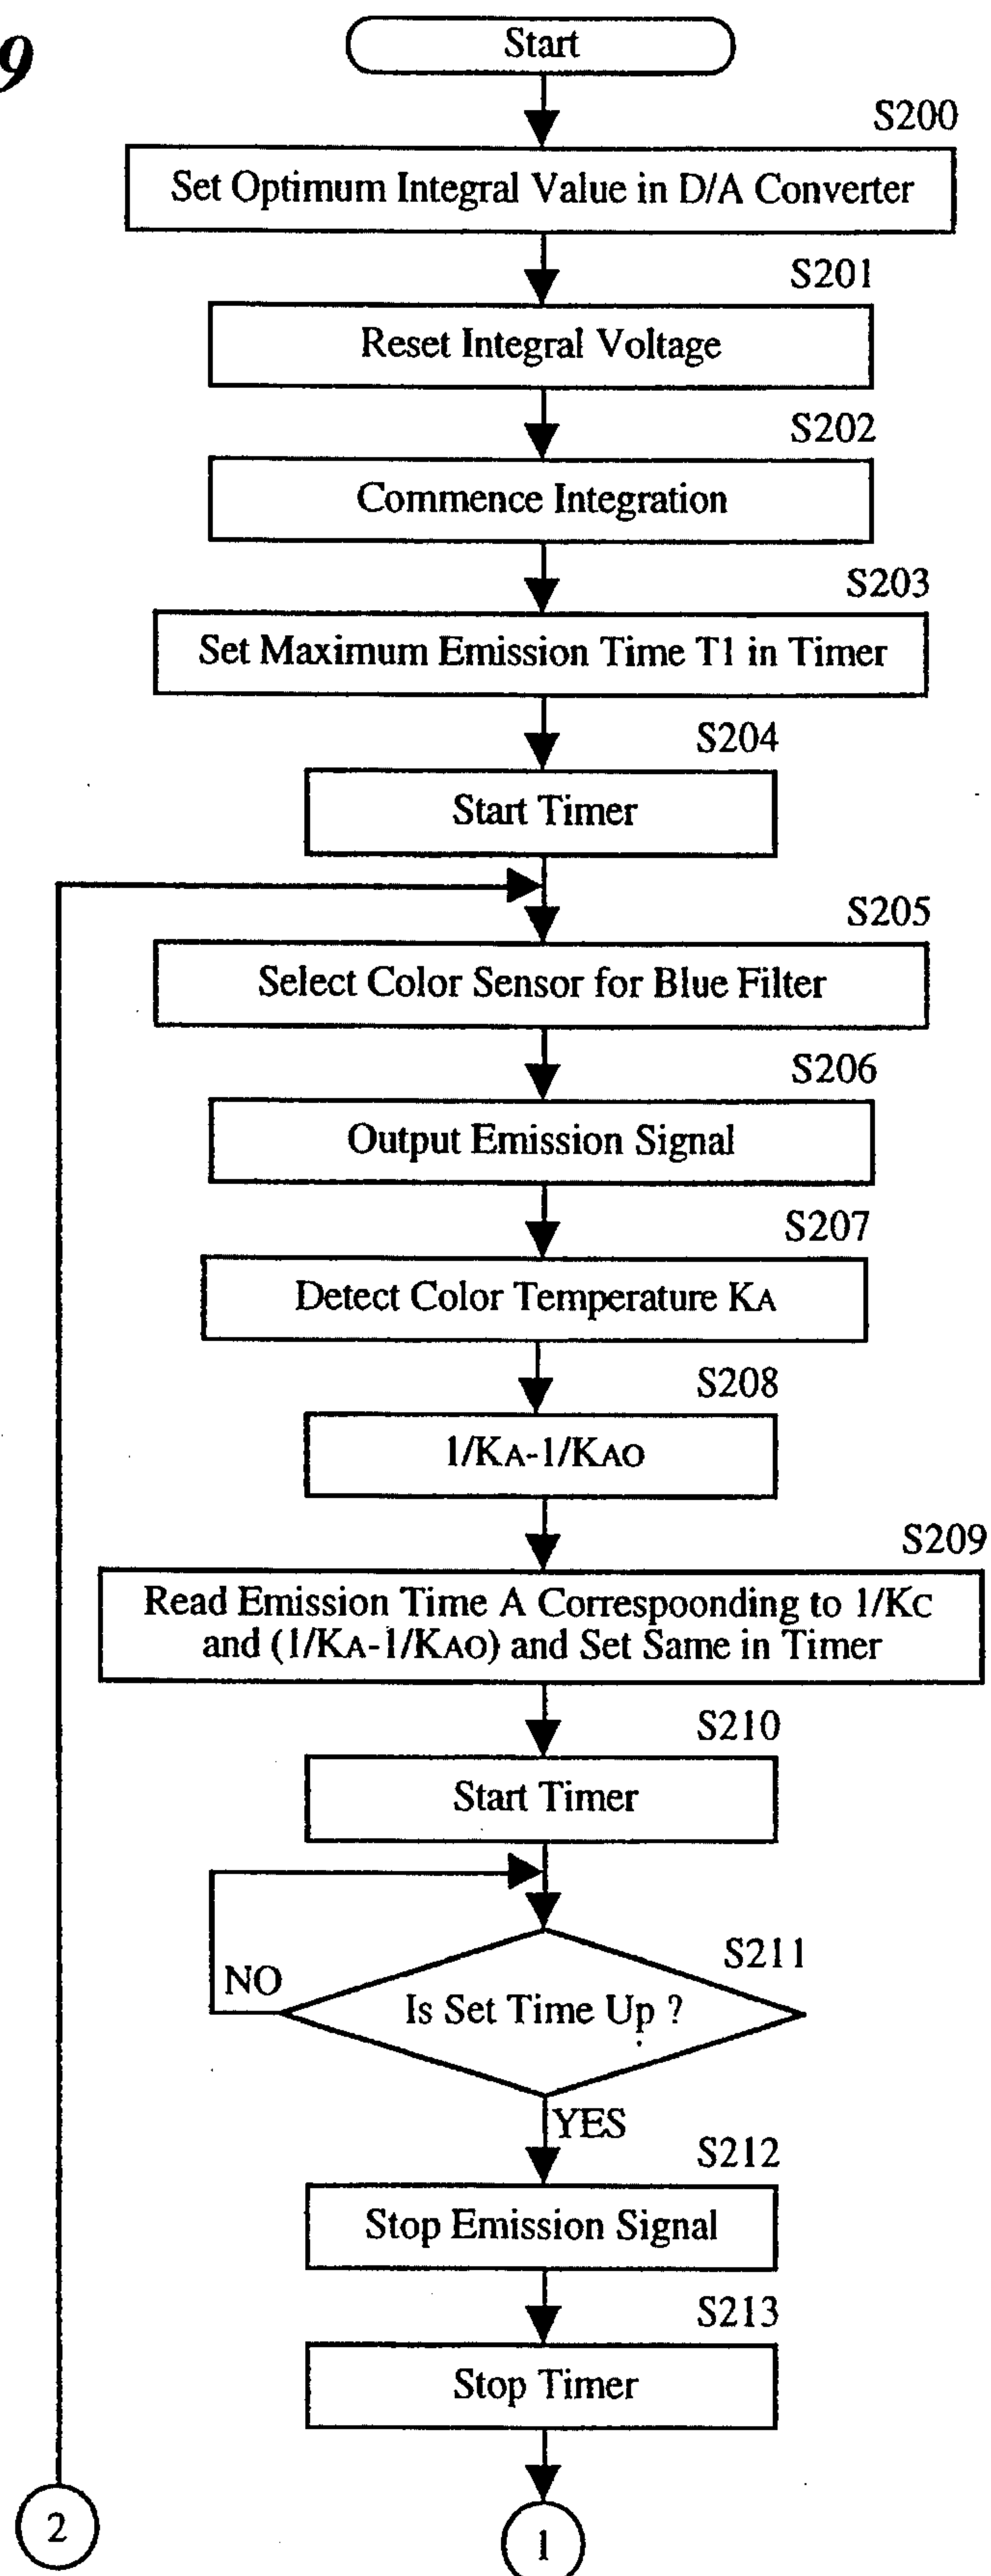 9
Start
S200
Set Optimum Integral Value in D/A Converter
S201
Reset Integral Voltage
S202
Commence Integration
S203
Set Maximum Emission Time T1 in Timer
S204
Start Timer
S205
Select Color Sensor for Blue Filter
S206
Output Emission Signal
S207
Detect Color Temperature KA
S208
1/KA-1/KAO
S209
Read Emission Time A Correspoonding to 1/KC
and (1/KA-1/KAO) and Set Same in Timer
S210
Start Timer
S211
NO
Is Set Time Up ?
YES
S212
Stop Emission Signal
S213
Stop Timer
2
1